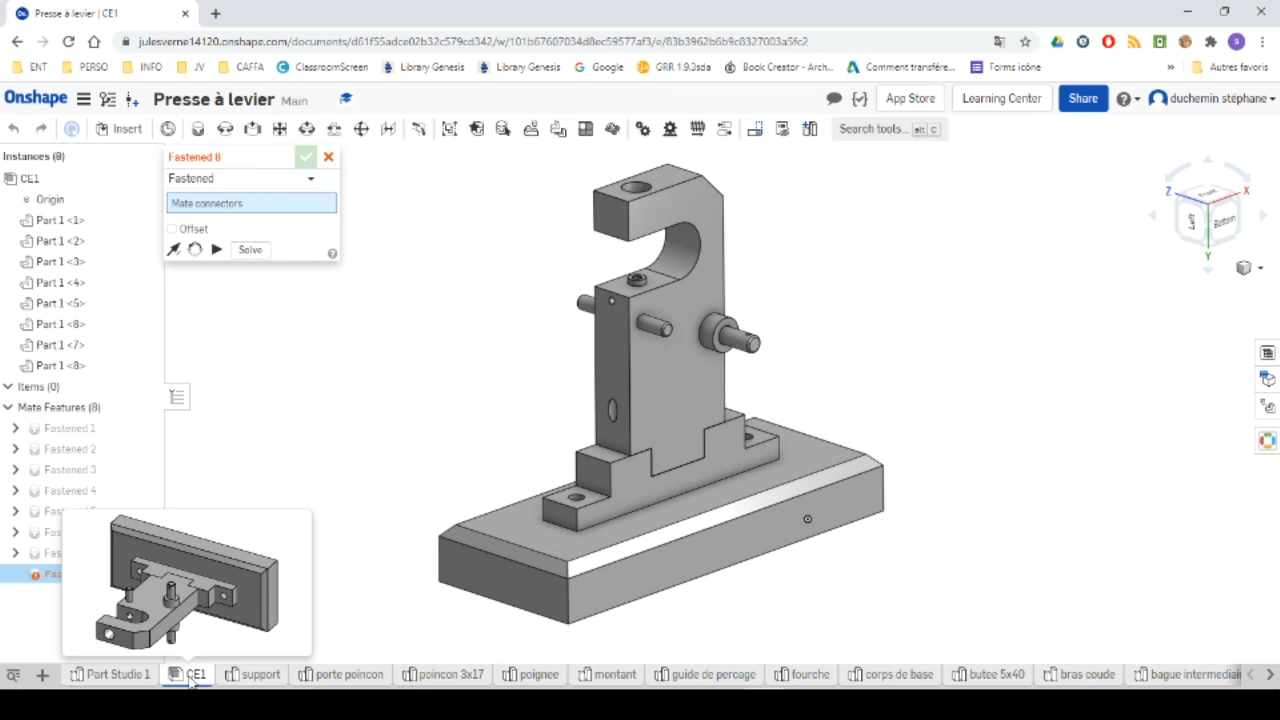 Presse à levier | CE1
julesverne14120.onshape.com/documents/d61f55adce02b32c579cd342/w/101b67607034d8ec59577af3/e/83b3962b6b9c8327003a5fc2
ENT PERSO INFO JV CAFFA ClassroomScreen Library Genesis Library Genesis Google GRR 1.9.3sda Book Creator - Arch... Comment transfére... Forms icône » Autres favoris
Onshape Presse à levier Main App Store Learning Center Share duchemin stéphane
Insert Search tools... alt C
Instances (8)
CE1
Origin
Part 1 <1>
Part 1 <2>
Part 1 <3>
Part 1 <4>
Part 1 <5>
Part 1 <6>
Part 1 <7>
Part 1 <8>
Items (0)
Mate Features (8)
Fastened 1
Fastened 2
Fastened 3
Fastened 4
Fastened 8
Fastened
Mate connectors
Offset
Solve
Z Front X
Left Bottom
Y
Part Studio 1 CE1 support porte poincon poincon 3x17 poignee montant guide de percage fourche corps de base butee 5x40 bras coude bague intermediai